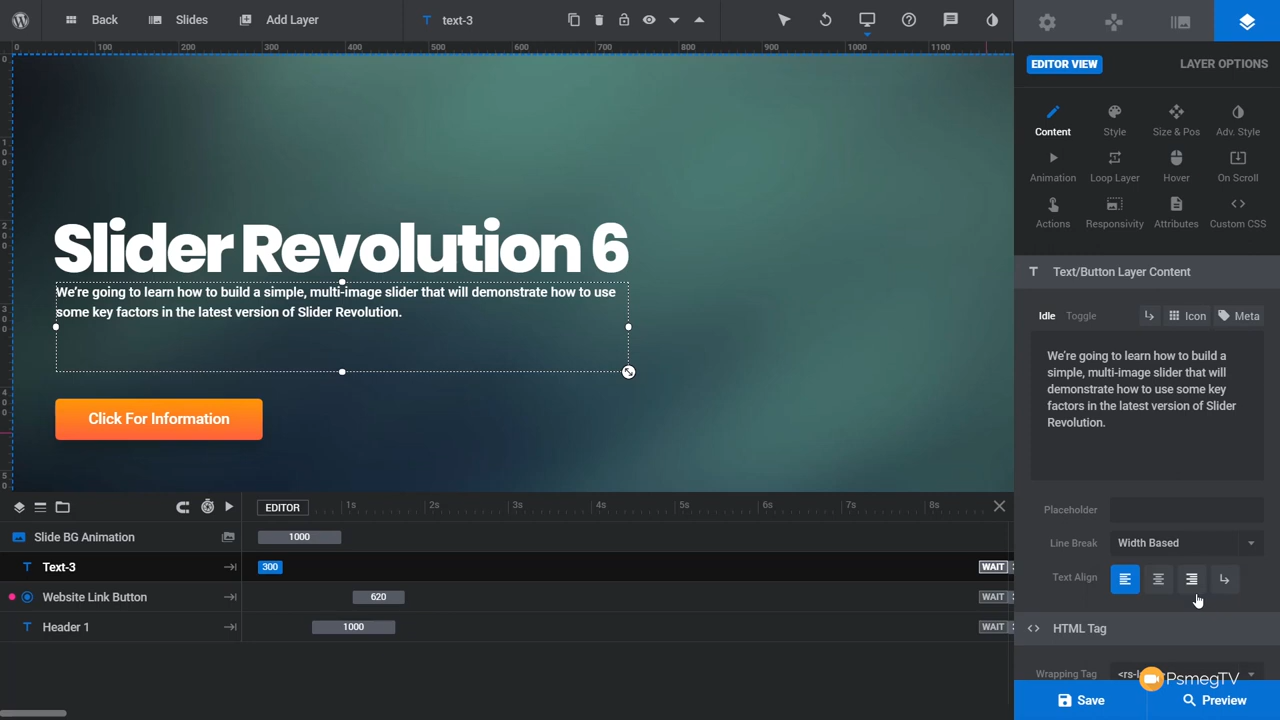 Back
Slides
Add Layer
text-3
0 100 200 300 400 500 600 700 800 900 1000 1100
EDITOR VIEW
LAYER OPTIONS
Content
Style
Size & Pos
Adv. Style
Animation
Loop Layer
Hover
On Scroll
Actions
Responsivity
Attributes
Custom CSS
Slider Revolution 6
We're going to learn how to build a simple, multi-image slider that will demonstrate how to use
some key factors in the latest version of Slider Revolution.
Click For Information
Text/Button Layer Content
Idle
Toggle
Icon
Meta
We're going to learn how to build a
simple, multi-image slider that will
demonstrate how to use some key
factors in the latest version of Slider
Revolution.
Placeholder
Line Break
Width Based
Text Align
HTML Tag
Wrapping Tag
PsmegTV
Save
Preview
EDITOR
1s 2s 3s 4s 5s 6s 7s 8s
Slide BG Animation
1000
Text-3
300
WAIT
Website Link Button
620
WAIT
Header 1
1000
WAIT